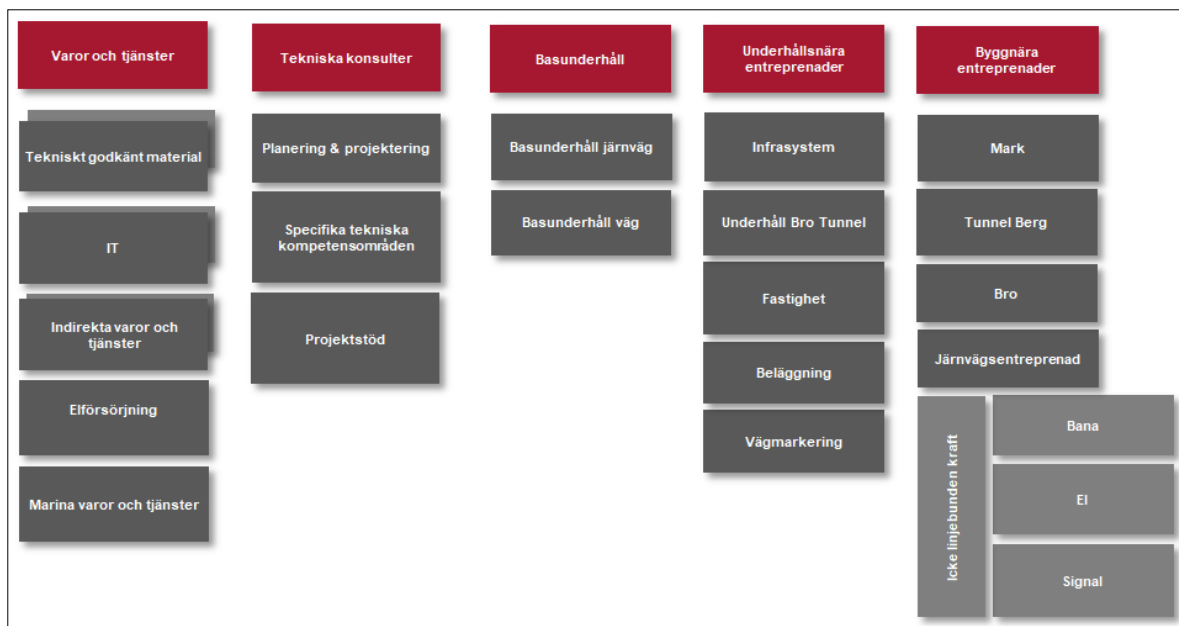 Varor och tjänster
Tekniskt godkänt material
IT
Indirekta varor och
tjänster
Elförsörjning
Marina varor och tjänster
Tekniska konsulter
Planering & projektering
Specifika tekniska
kompetensområden
Projektstöd
Basunderhåll
Basunderhåll järnväg
Basunderhåll väg
Underhållsnära
entreprenader
Infrasystem
Underhåll Bro Tunnel
Fastighet
Beläggning
Vägmarkering
Byggnära
entreprenader
Mark
Tunnel Berg
Bro
Järnvägsentreprenad
Icke linjebunden kraft
Bana
El
Signal